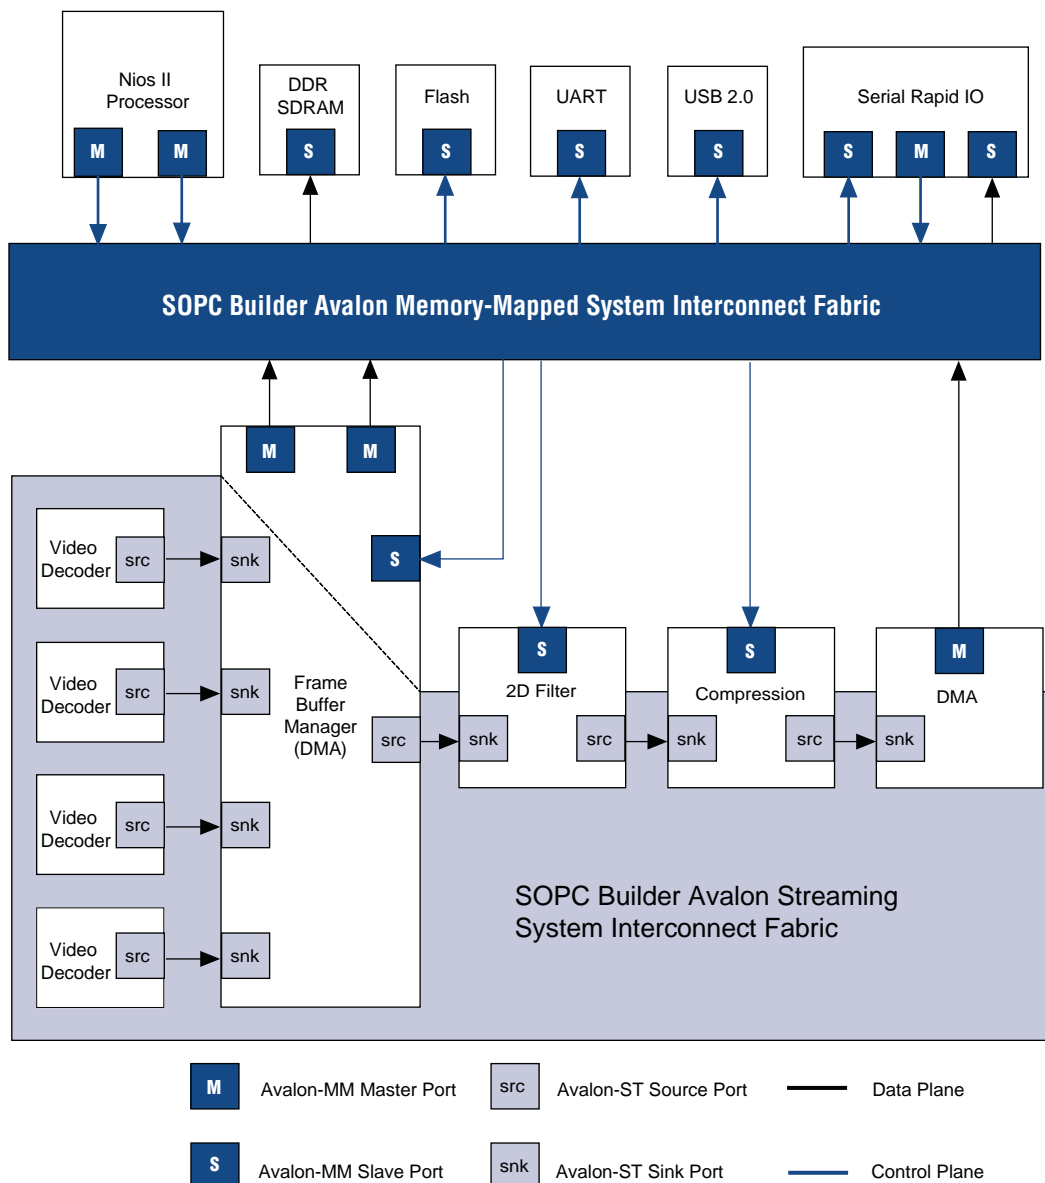 Nios II
Processor
M
M
DDR
SDRAM
S
Flash
S
UART
S
USB 2.0
S
Serial Rapid IO
S
M
S
SOPC Builder Avalon Memory-Mapped System Interconnect Fabric
M
M
S
Video
Decoder
src
snk
Video
Decoder
src
snk
Video
Decoder
src
snk
Video
Decoder
src
snk
Frame
Buffer
Manager
(DMA)
src
S
2D Filter
snk
src
S
Compression
snk
src
M
DMA
snk
SOPC Builder Avalon Streaming
System Interconnect Fabric
M
Avalon-MM Master Port
src
Avalon-ST Source Port
Data Plane
S
Avalon-MM Slave Port
snk
Avalon-ST Sink Port
Control Plane